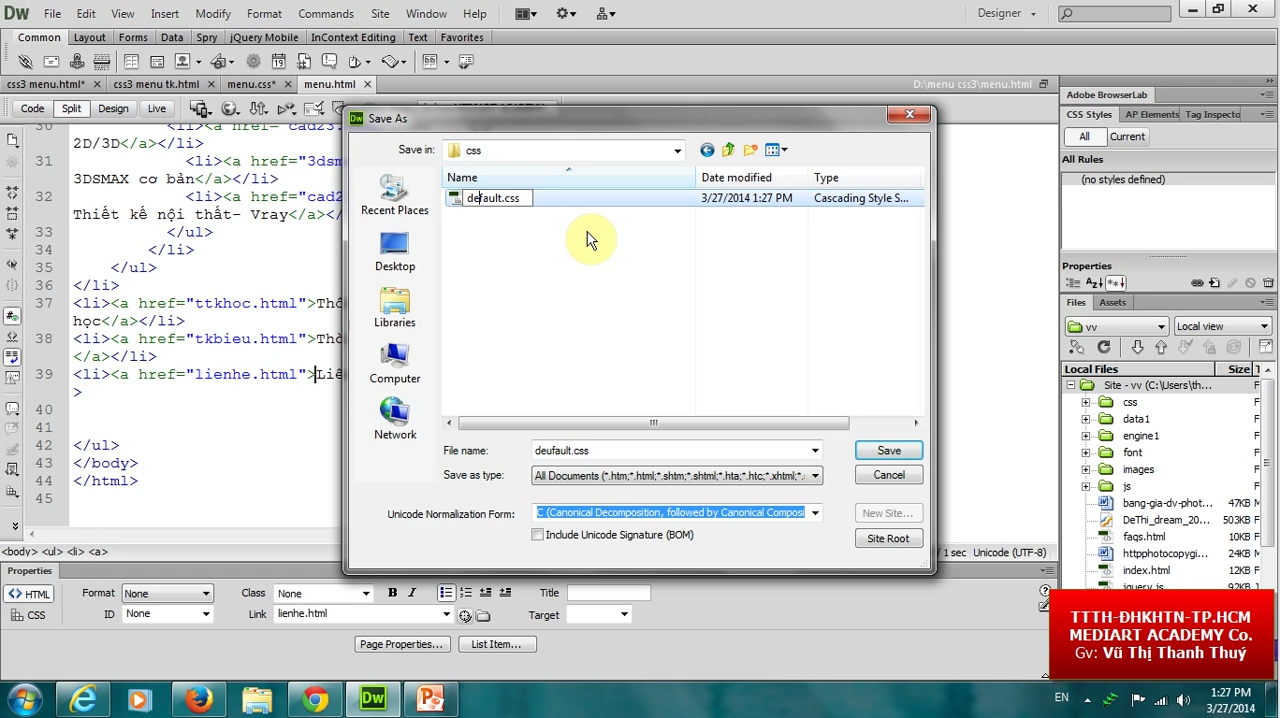 Dw File Edit View Insert Modify Format Commands Site Window Help Designer
Common Layout Forms Data Spry jQuery Mobile InContext Editing Text Favorites
css3 menu.html* css3 menu tk.html menu.css* menu.html D:\menu css3\menu.html
Code Split Design Live
Adobe BrowserLab
CSS Styles AP Elements Tag Inspecto
All Current
All Rules
(no styles defined)
Properties
Files Assets
vv Local view
Local Files Size
Site - vv (C:\Users\th... F
css F
data1 F
engine1 F
font F
images F
js F
bang-gia-dv-phot... 47KB
DeThi_dream_20... 503KB
faqs.html F
httpphotocopygi...
index.html F
jquery.js
30 <li><a href="cad23.
2D/3D</a></li>
31 <li><a href="3dsm
3DSMAX cơ bản</a></li>
32 <li><a href="cad2
Thiết kế nội thất- Vray</a></li>
33 </ul>
34 </li>
35 </ul>
36 </li>
37 <li><a href="ttkhoc.html">Thô
học</a></li>
38 <li><a href="tkbieu.html">Thờ
</a></li>
39 <li><a href="lienhe.html">Liê
>
40
41
42 </ul>
43 </body>
44 </html>
45
Save As
Save in: css
Name Date modified Type
default.css 3/27/2014 1:27 PM Cascading Style S...
Recent Places
Desktop
Libraries
Computer
Network
File name: deufault.css Save
Save as type: All Documents (*.htm;*.html;*.shtm;*.shtml;*.hta;*.htc;*.xhtml;*. Cancel
Unicode Normalization Form: C (Canonical Decomposition, followed by Canonical Composi New Site...
Include Unicode Signature (BOM)
Site Root
<body> <ul> <li> <a> / 1 sec Unicode (UTF-8)
Properties
HTML Format None Class None B I Title
CSS ID None Link lienhe.html Target
Page Properties... List Item...
TTTH-ĐHKHTN-TP.HCM
MEDIART ACADEMY Co.
Gv: Vũ Thị Thanh Thuý
EN 1:27 PM
3/27/2014